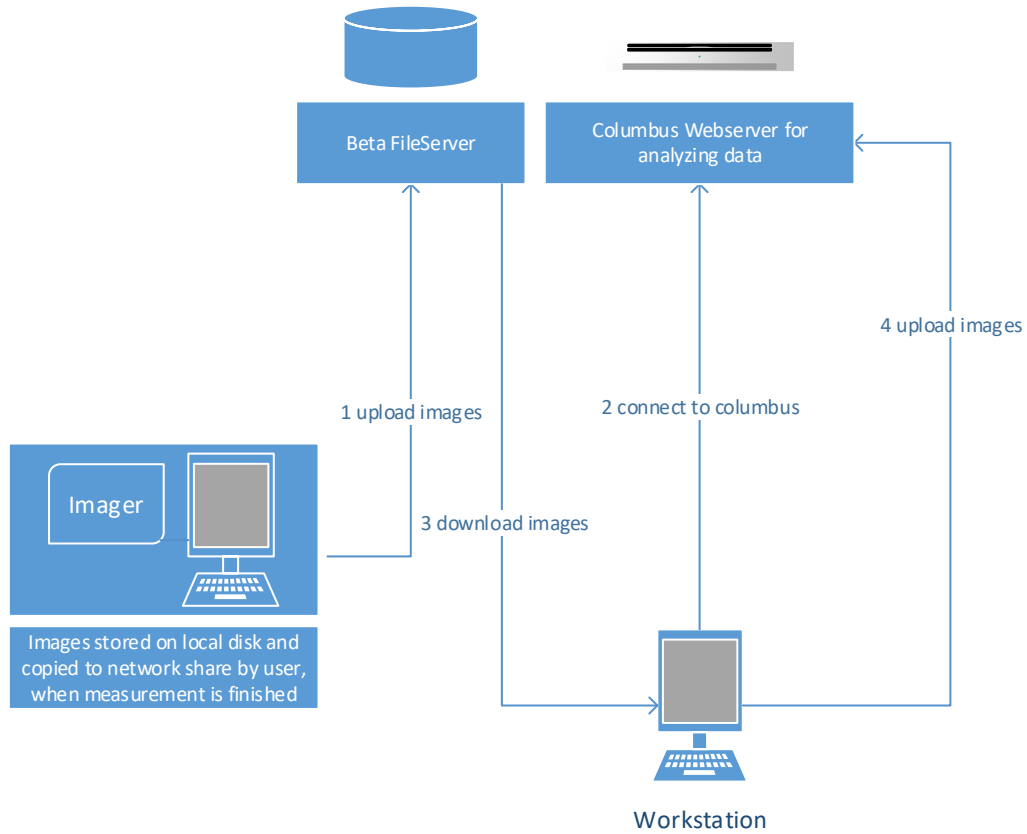 Beta FileServer
Columbus Webserver for
analyzing data
4 upload images
1 upload images
2 connect to columbus
Imager
3 download images
Images stored on local disk and
copied to network share by user,
when measurement is finished
Workstation